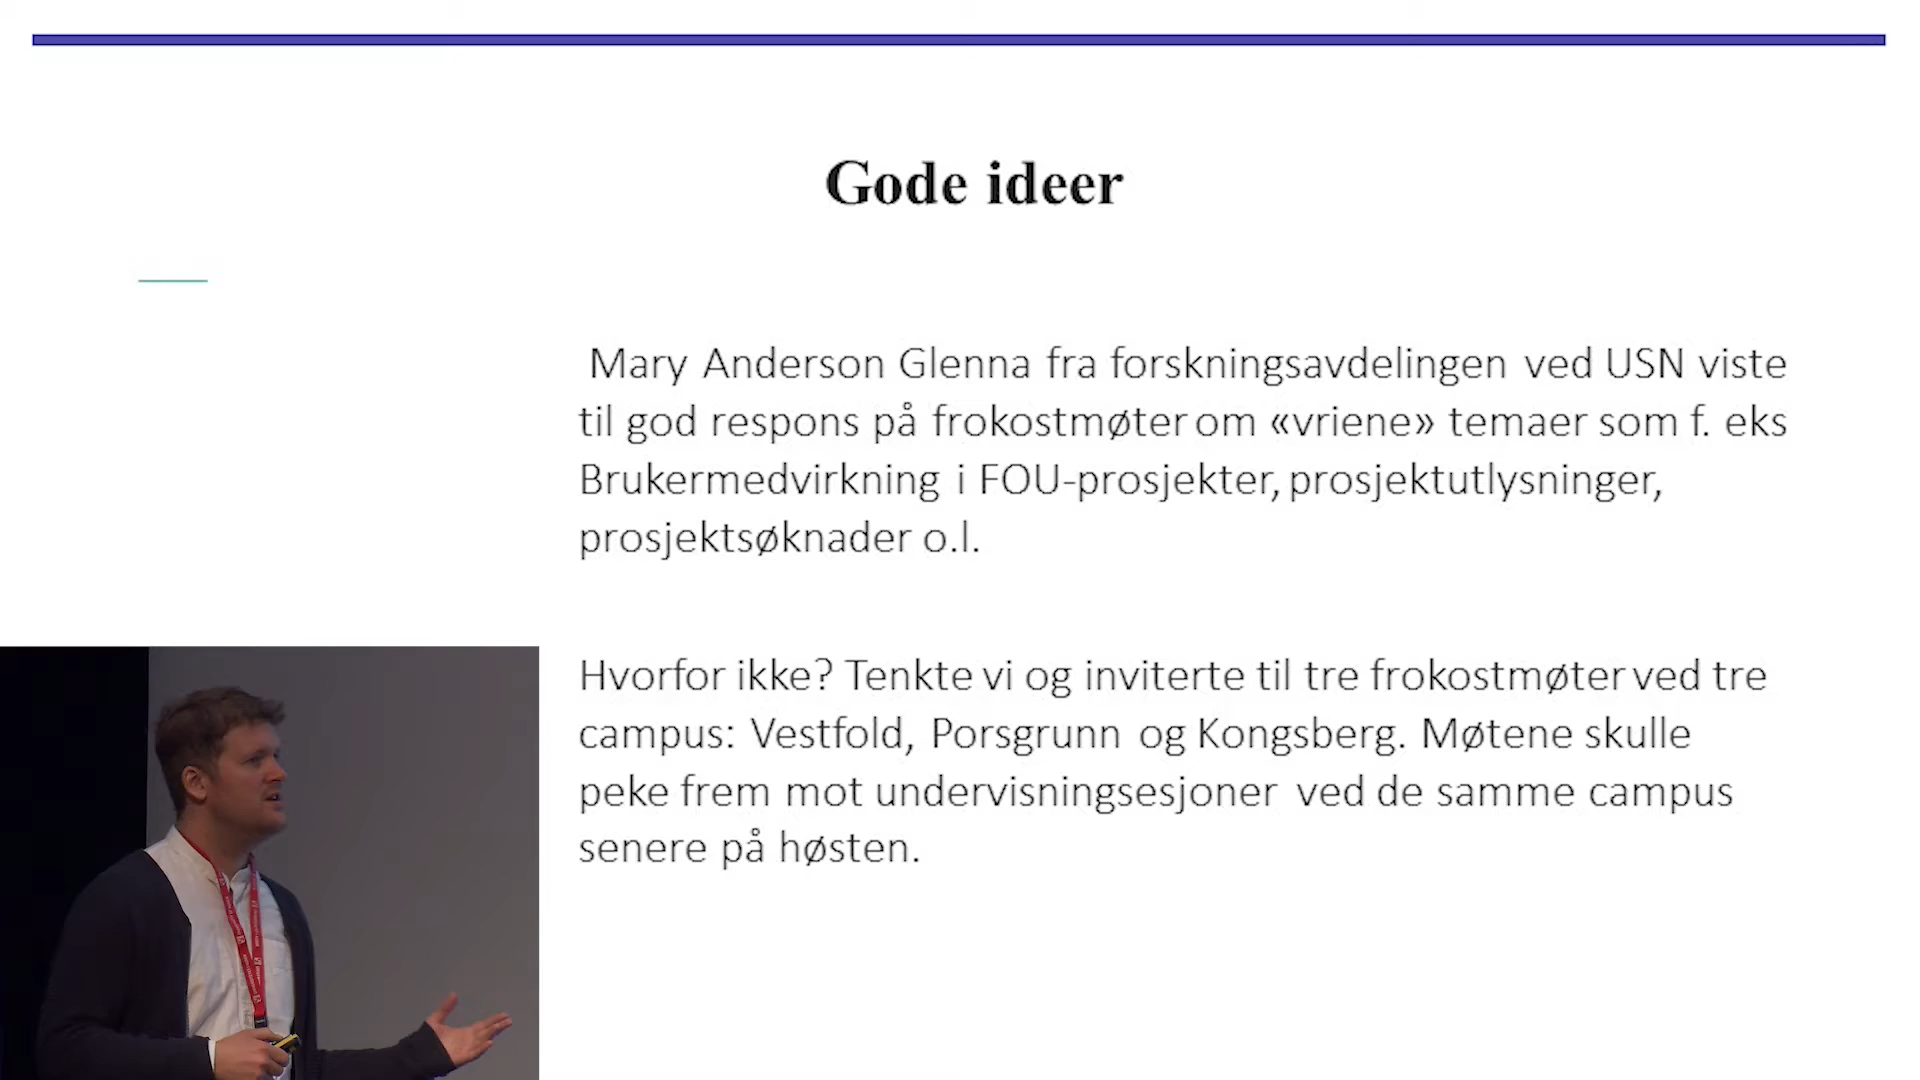 Gode ideer
Mary Anderson Glenna fra forskningsavdelingen ved USN viste
til god respons på frokostmøter om «vriene» temaer som f. eks
Brukermedvirkning i FOU-prosjekter, prosjektutlysninger,
prosjektsøknader o.l.
Hvorfor ikke? Tenkte vi og inviterte til tre frokostmøter ved tre
campus: Vestfold, Porsgrunn og Kongsberg. Møtene skulle
peke frem mot undervisningsesjoner ved de samme campus
senere på høsten.